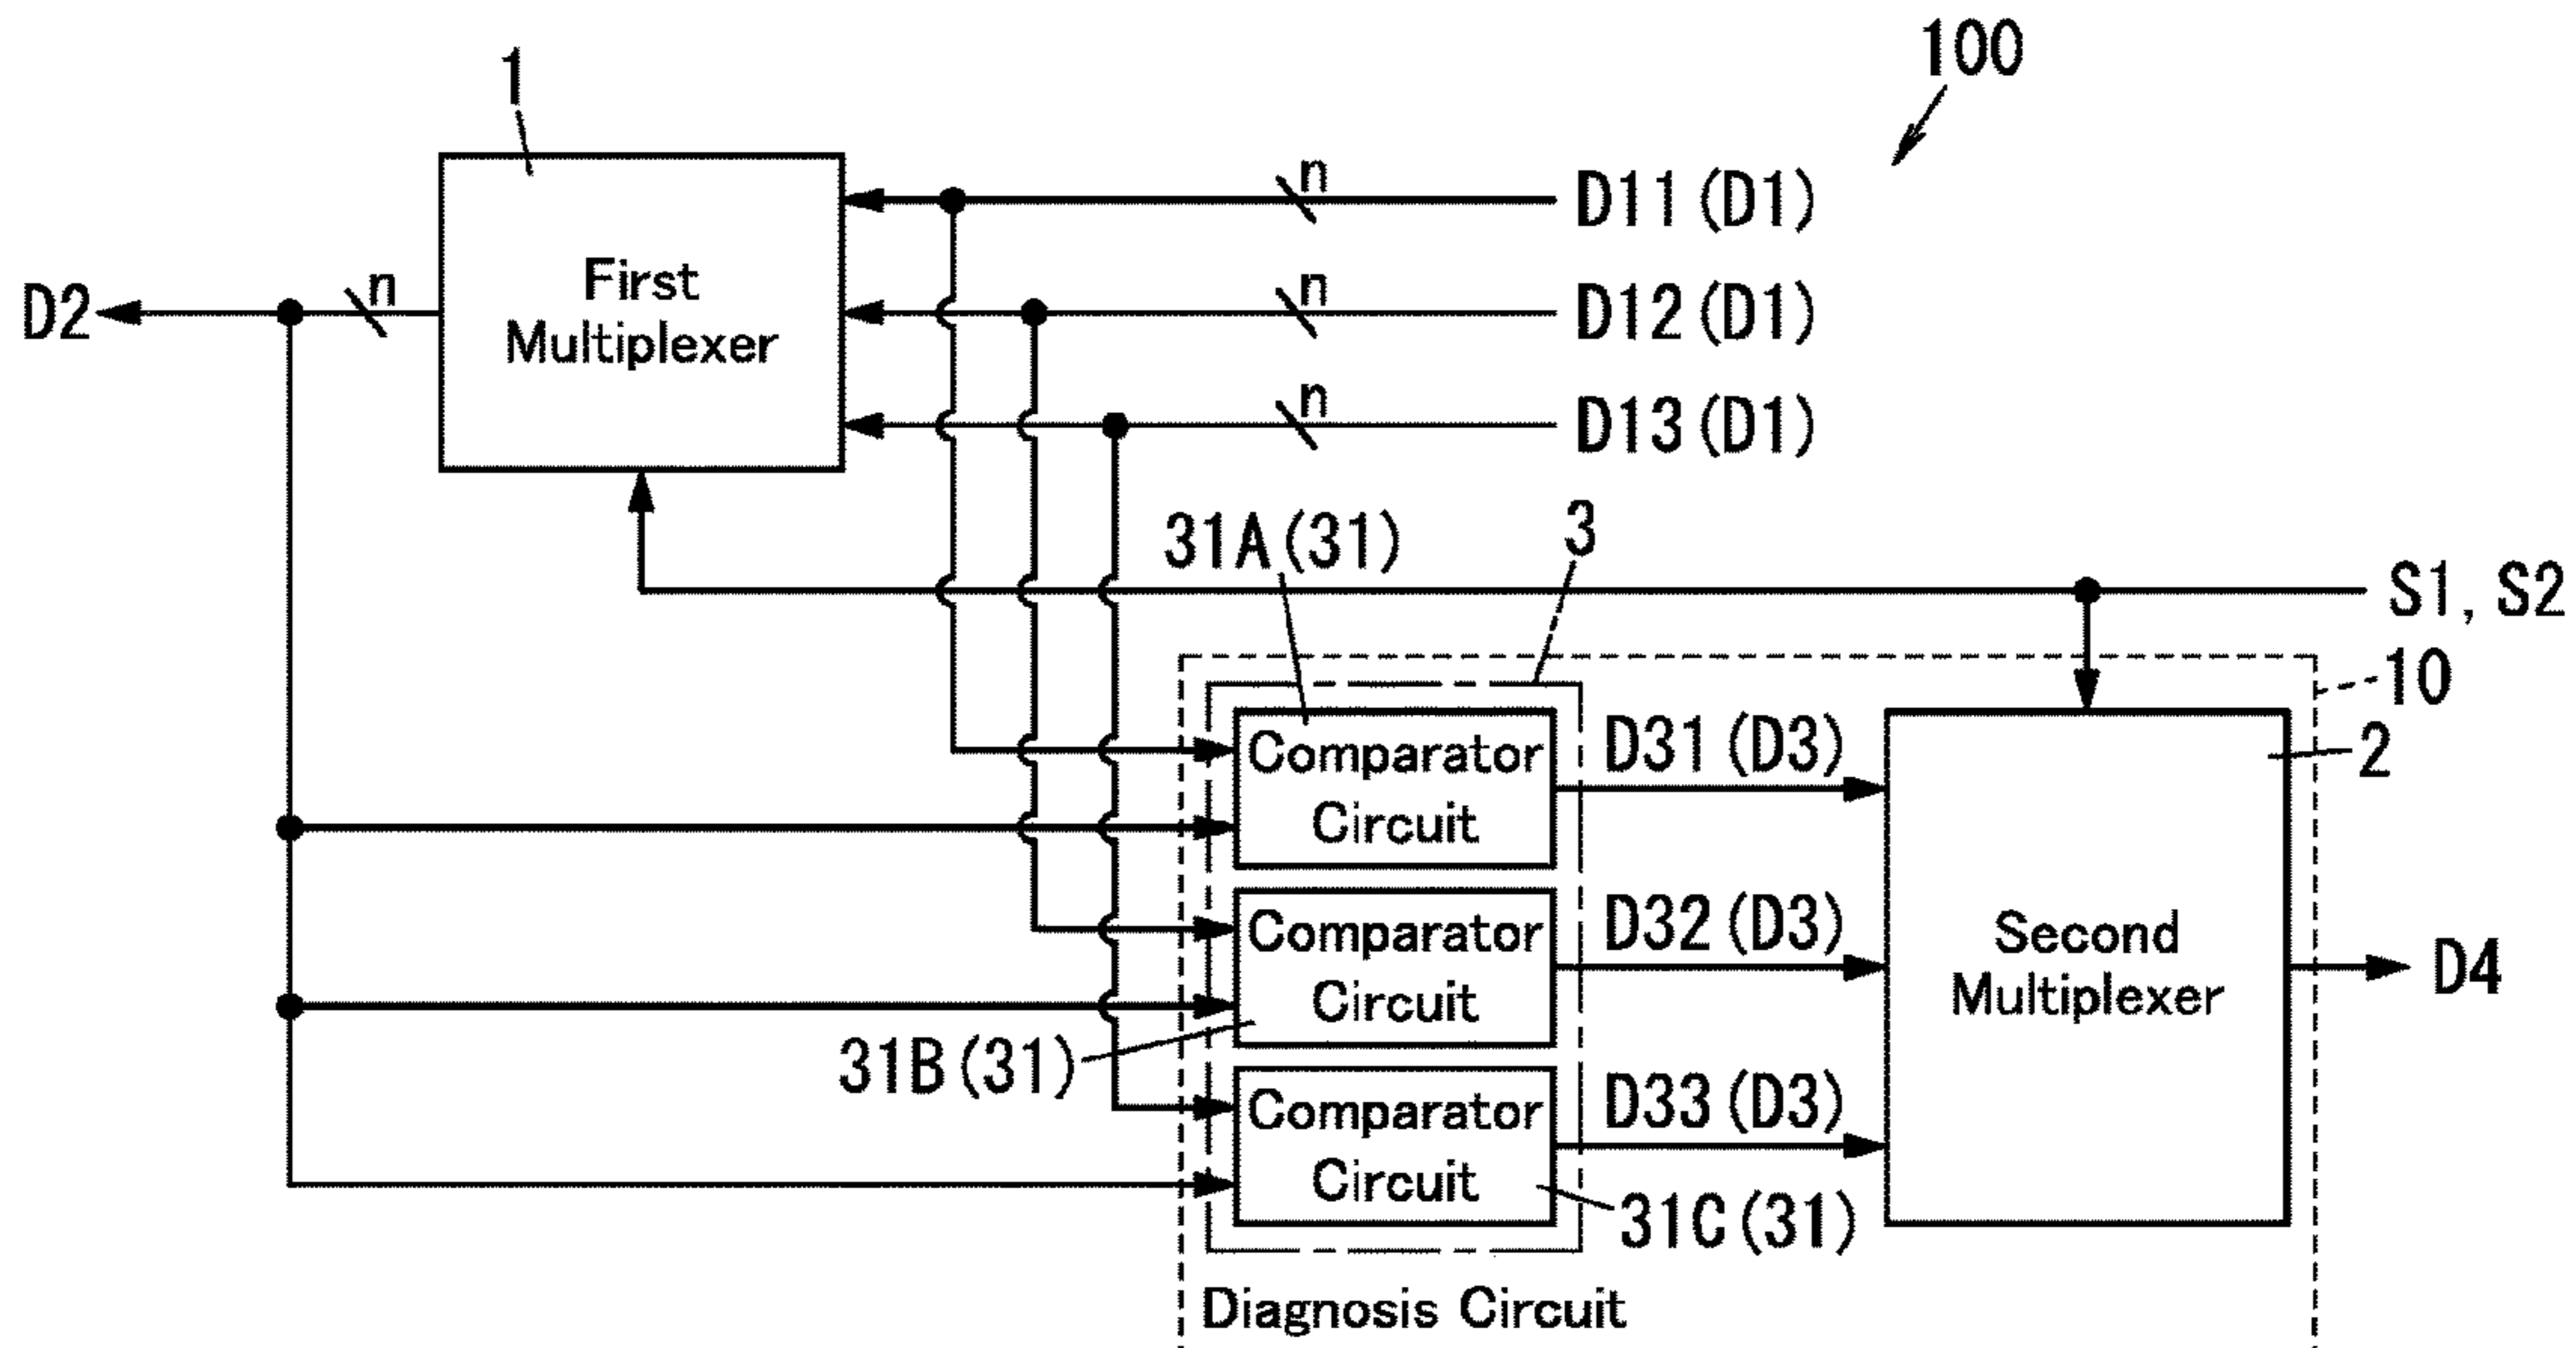 100
1
n
D11 (D1)
First
Multiplexer
D2
n
n
D12 (D1)
n
D13 (D1)
31A (31)
3
S1, S2
10
2
Comparator
Circuit
D31 (D3)
Comparator
Circuit
D32 (D3)
Second
Multiplexer
D4
31B (31)
Comparator
Circuit
D33 (D3)
31C (31)
Diagnosis Circuit